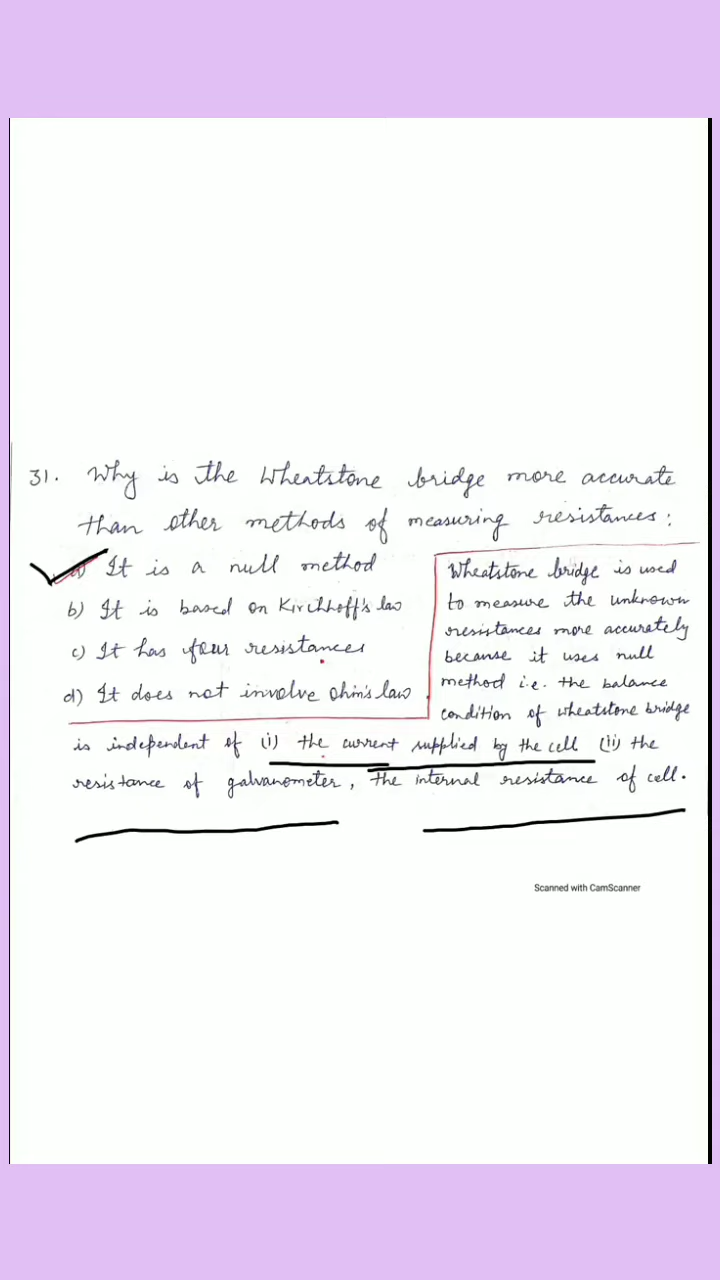 31. Why is the Wheatstone bridge more accurate
than other methods of measuring resistances:
a) It is a null method
b) It is based on Kirchhoff's law
c) It has four resistances
d) It does not involve ohm's law.
Wheatstone bridge is used
to measure the unknown
resistances more accurately
because it uses null
method i.e. the balance
condition of wheatstone bridge
is independent of (i) the current supplied by the cell (ii) the
resistance of galvanometer, the internal resistance of cell.
Scanned with CamScanner